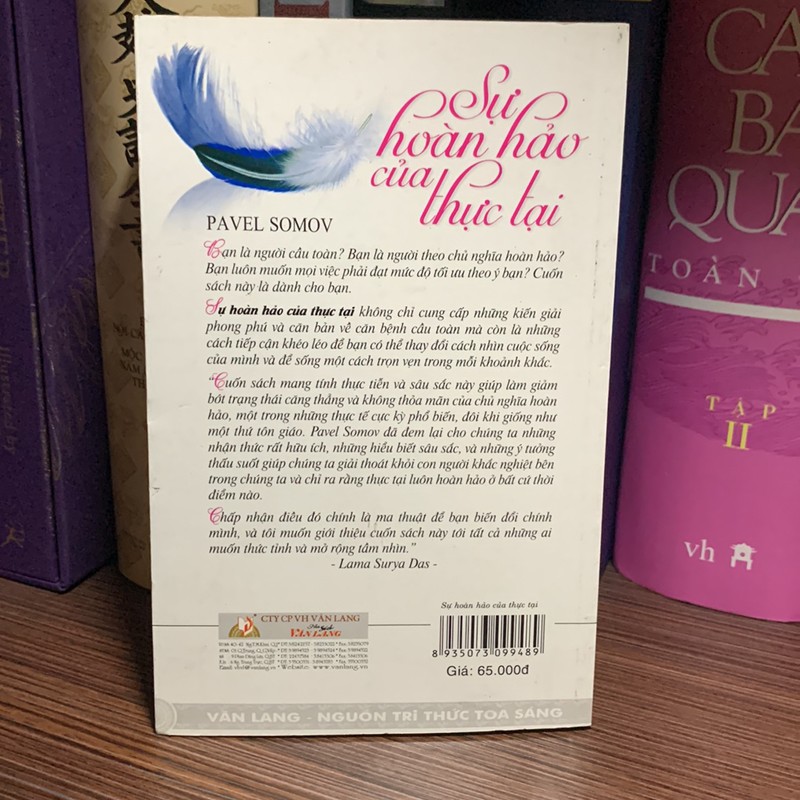 Sự
hoàn hảo
của
thực tại
PAVEL SOMOV
Bạn là người cầu toàn? Bạn là người theo chủ nghĩa hoàn hảo?
Bạn luôn muốn mọi việc phải đạt mức độ tối ưu theo ý bạn? Cuốn
sách này là dành cho bạn.
Sự hoàn hảo của thực tại không chỉ cung cấp những kiến giải
phong phú và căn bản về căn bệnh cầu toàn mà còn là những
cách tiếp cận khéo léo để bạn có thể thay đổi cách nhìn cuộc sống
của mình và để sống một cách trọn vẹn trong mỗi khoảnh khắc.
“Cuốn sách mang tính thực tiễn và sâu sắc này giúp làm giảm
bớt trạng thái căng thẳng và không thỏa mãn của chủ nghĩa hoàn
hảo, một trong những thực tế cực kỳ phổ biến, đôi khi giống như
một thứ tôn giáo. Pavel Somov đã đem lại cho chúng ta những
nhận thức rất hữu ích, những hiểu biết sâu sắc, và những ý tưởng
thấu suốt giúp chúng ta giải thoát khỏi con người khắc nghiệt bên
trong chúng ta và chỉ ra rằng thực tại luôn hoàn hảo ở bất cứ thời
điểm nào.
Chấp nhận điều đó chính là ma thuật để bạn biến đổi chính
mình, và tôi muốn giới thiệu cuốn sách này tới tất cả những ai
muốn thức tỉnh và mở rộng tâm nhìn.”
- Lama Surya Das -
CTY CP VH VĂN LANG
Nhà Sách
VĂN LANG
Sự hoàn hảo của thực tại
8 935073 099489
Giá: 65.000đ
VĂN LANG - NGUỒN TRI THỨC TỎA SÁNG
CA
BA
QUA
TOÀN
TẬP
II
vh